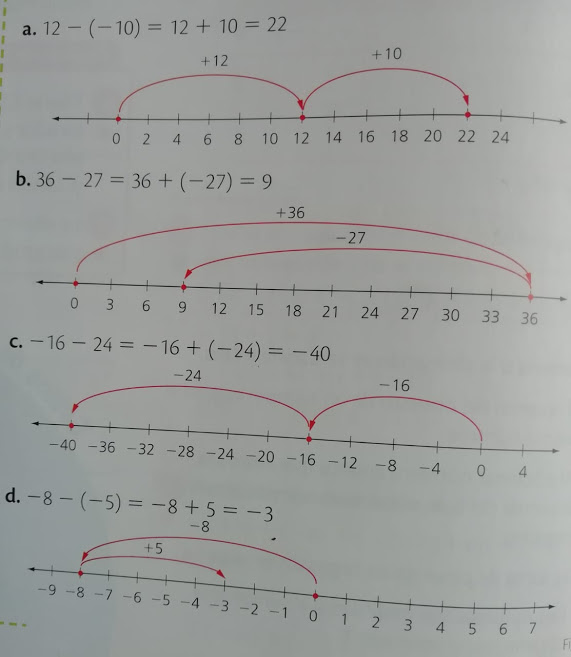 a. 12 − (−10) = 12 + 10 = 22
+12 +10
0 2 4 6 8 10 12 14 16 18 20 22 24
b. 36 − 27 = 36 + (−27) = 9
+36
−27
0 3 6 9 12 15 18 21 24 27 30 33 36
c. −16 − 24 = −16 + (−24) = −40
−24 −16
−40 −36 −32 −28 −24 −20 −16 −12 −8 −4 0 4
d. −8 − (−5) = −8 + 5 = −3
−8
+5
−9 −8 −7 −6 −5 −4 −3 −2 −1 0 1 2 3 4 5 6 7